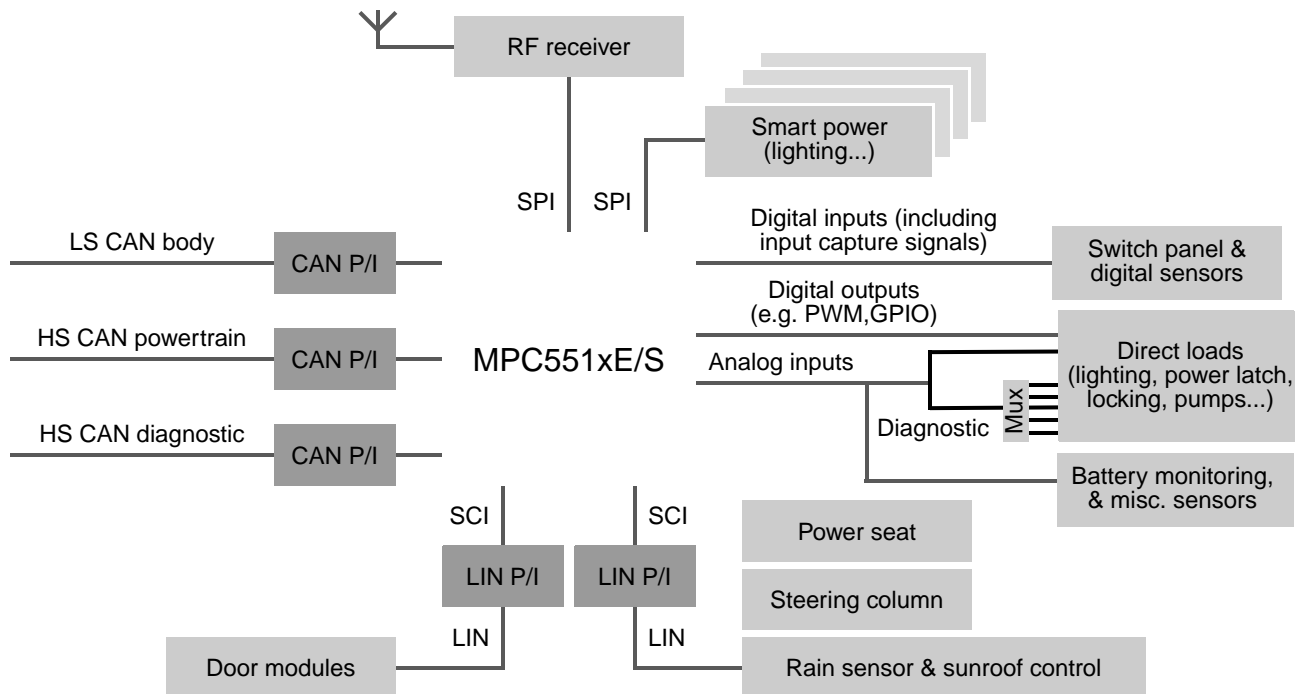 RF receiver
Smart power
(lighting...)
SPI
SPI
Digital inputs (including
input capture signals)
Switch panel &
digital sensors
LS CAN body
CAN P/I
Digital outputs
(e.g. PWM,GPIO)
HS CAN powertrain
CAN P/I
MPC551xE/S
Analog inputs
Direct loads
(lighting, power latch,
locking, pumps...)
Mux
Diagnostic
HS CAN diagnostic
CAN P/I
Battery monitoring,
& misc. sensors
SCI
SCI
Power seat
LIN P/I
LIN P/I
Steering column
LIN
LIN
Door modules
Rain sensor & sunroof control